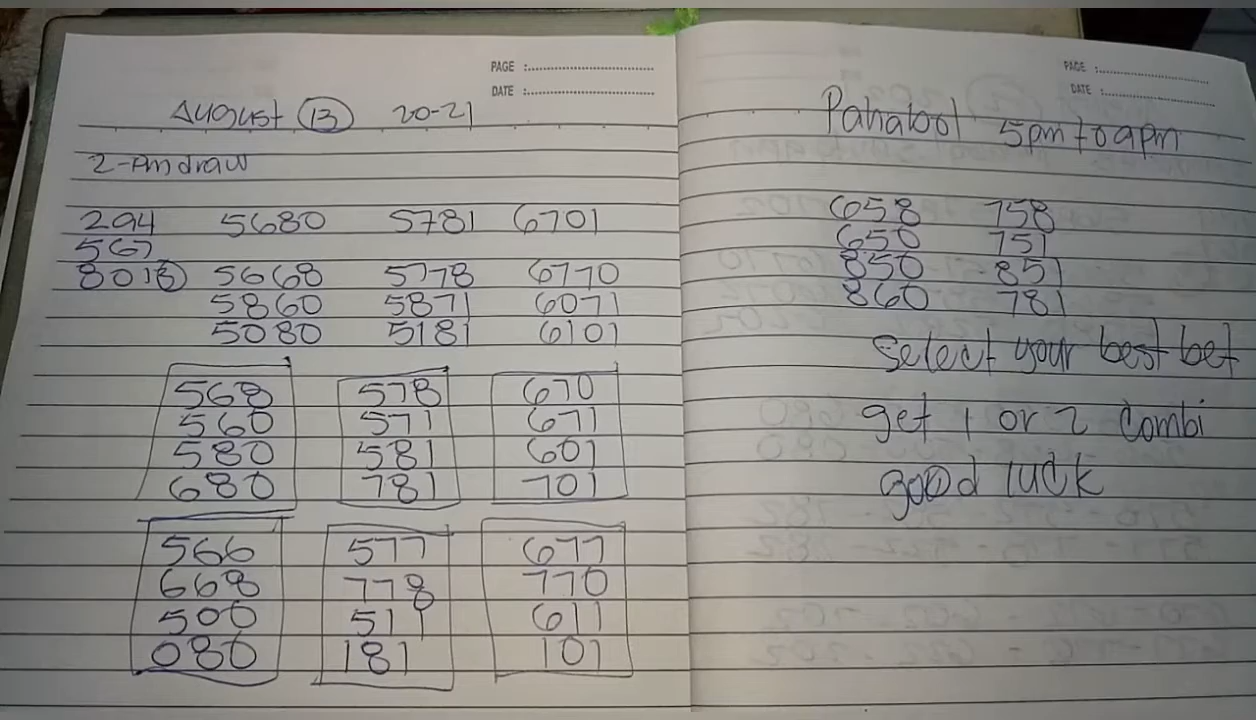 PAGE :
DATE :
August 13 20-21
2-pm draw
294 5680 5781 6701
567
8016 5668 5778 6770
5860 5871 6071
5080 5181 6101
568 578 670
560 571 671
580 581 601
680 781 701
566 577 677
668 778 770
500 511 611
080 181 101
PAGE :
DATE :
Pahabol 5pm to 9pm
658 758
650 751
850 851
860 781
Select your best bet
get 1 or 2 Combi
good luck